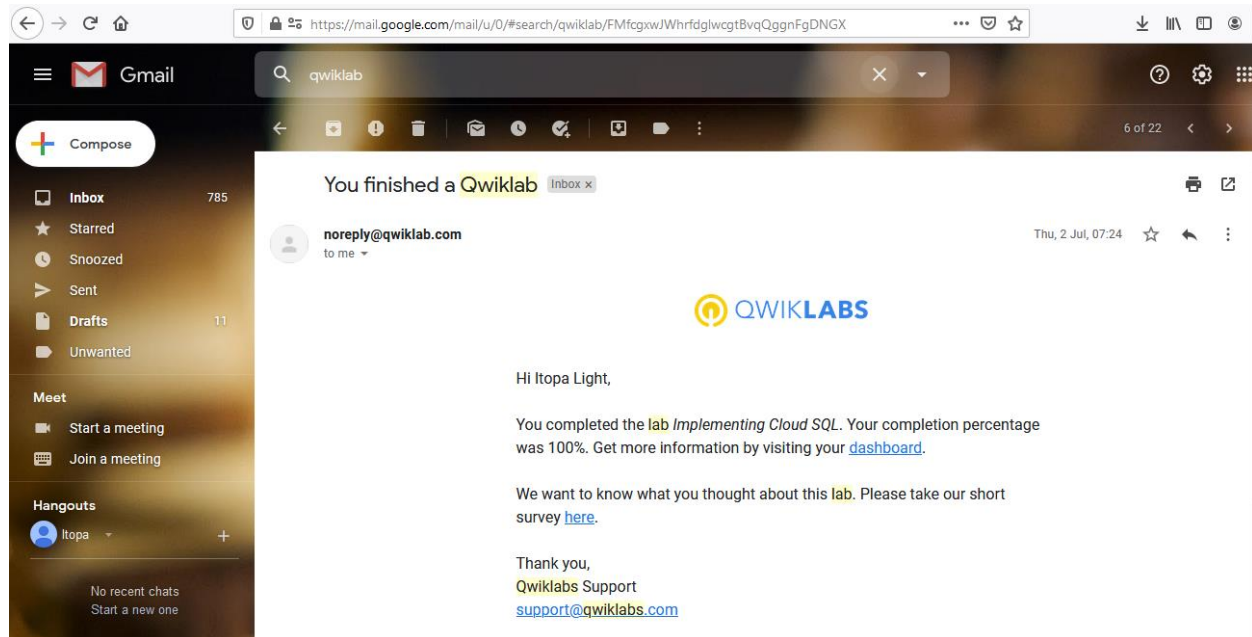 https://mail.google.com/mail/u/0/#search/qwiklab/FMfcgxwJWhrfdglwcgtBvqQggnFgDNGX
Gmail
qwiklab
Compose
6 of 22
Inbox 785
Starred
Snoozed
Sent
Drafts 11
Unwanted
Meet
Start a meeting
Join a meeting
Hangouts
Itopa
No recent chats
Start a new one
You finished a Qwiklab Inbox x
noreply@qwiklab.com Thu, 2 Jul, 07:24
to me
QWIKLABS
Hi Itopa Light,
You completed the lab Implementing Cloud SQL. Your completion percentage
was 100%. Get more information by visiting your dashboard.
We want to know what you thought about this lab. Please take our short
survey here.
Thank you,
Qwiklabs Support
support@qwiklabs.com